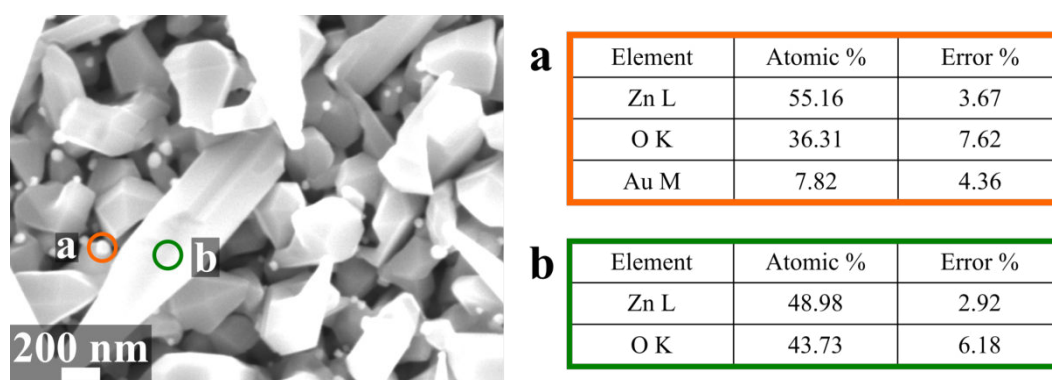 a
b
200 nm
a
Element Atomic % Error %
Zn L 55.16 3.67
O K 36.31 7.62
Au M 7.82 4.36
b
Element Atomic % Error %
Zn L 48.98 2.92
O K 43.73 6.18